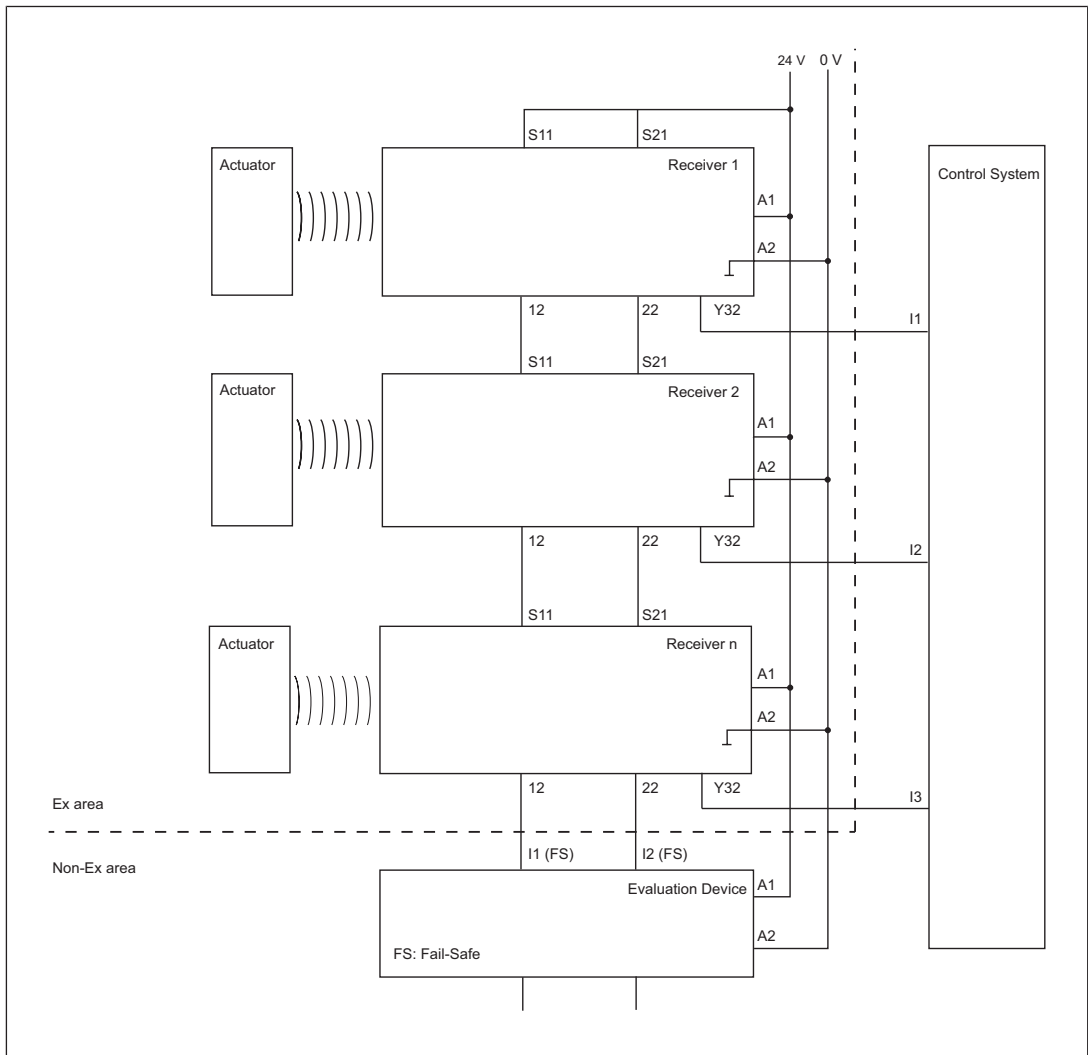 24 V 0 V
S11 S21
Actuator Receiver 1 Control System
A1
A2
12 22 Y32 I1
S11 S21
Actuator Receiver 2
A1
A2
12 22 Y32 I2
S11 S21
Actuator Receiver n
A1
A2
12 22 Y32 I3
Ex area
I1 (FS) I2 (FS)
Non-Ex area
Evaluation Device A1
A2
FS: Fail-Safe